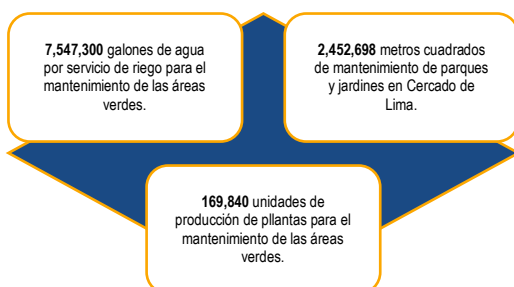 7,547,300 galones de agua
por servicio de riego para el
mantenimiento de las áreas
verdes.
2,452,698 metros cuadrados
de mantenimiento de parques
y jardines en Cercado de
Lima.
169,840 unidades de
producción de pllantas para el
mantenimiento de las áreas
verdes.